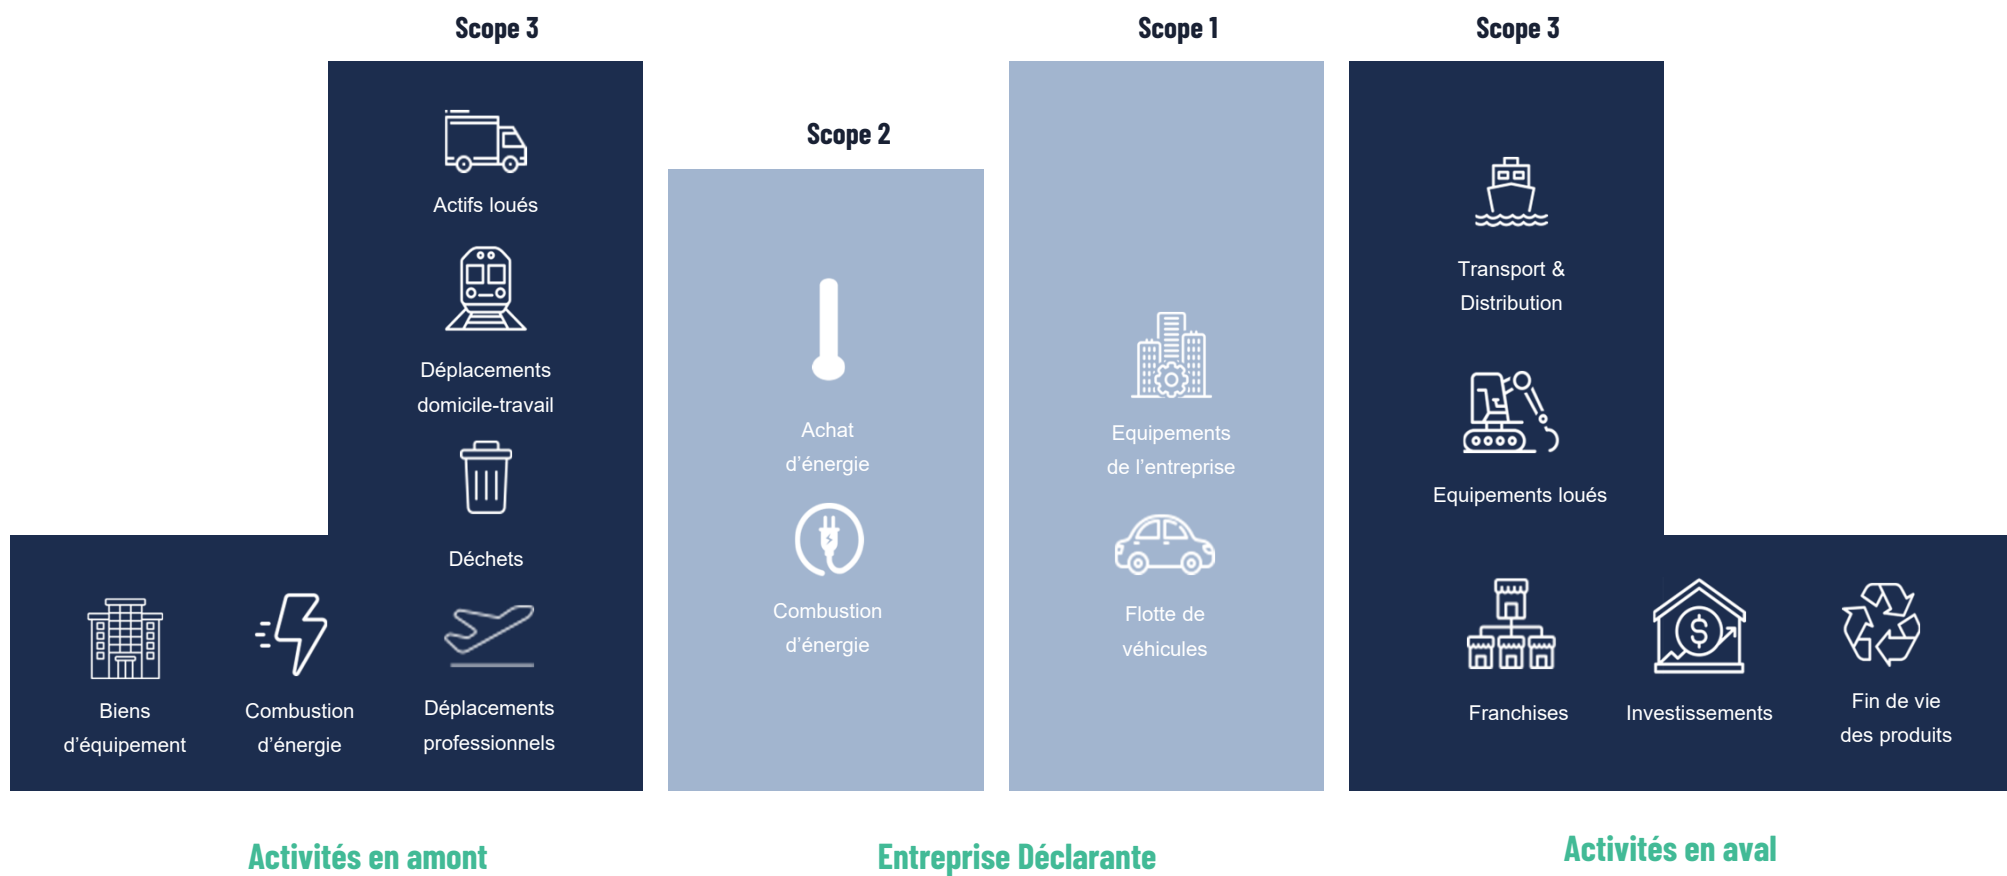 Scope 3
Actifs loués
Déplacements
domicile-travail
Déchets
Biens
d'équipement
Combustion
d'énergie
Déplacements
professionnels
Activités en amont
Scope 2
Achat
d'énergie
Combustion
d'énergie
Scope 1
Equipements
de l'entreprise
Flotte de
véhicules
Entreprise Déclarante
Scope 3
Transport &
Distribution
Equipements loués
Franchises
Investissements
Fin de vie
des produits
Activités en aval